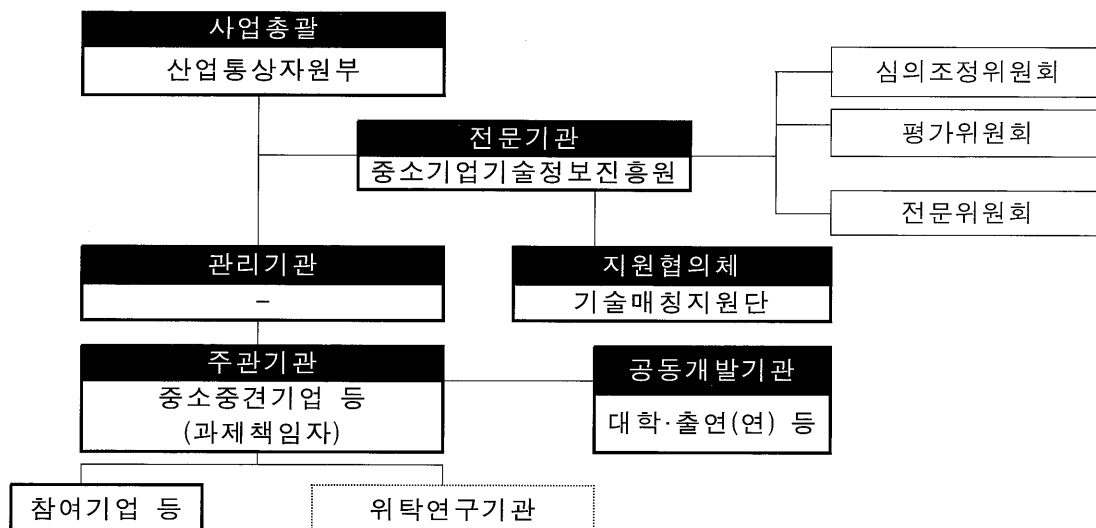 사업총괄
산업통상자원부
심의조정위원회
평가위원회
전문위원회
전문기관
중소기업기술정보진흥원
관리기관
–
지원협의체
기술매칭지원단
주관기관
중소중견기업 등
(과제책임자)
공동개발기관
대학·출연(연) 등
참여기업 등
위탁연구기관